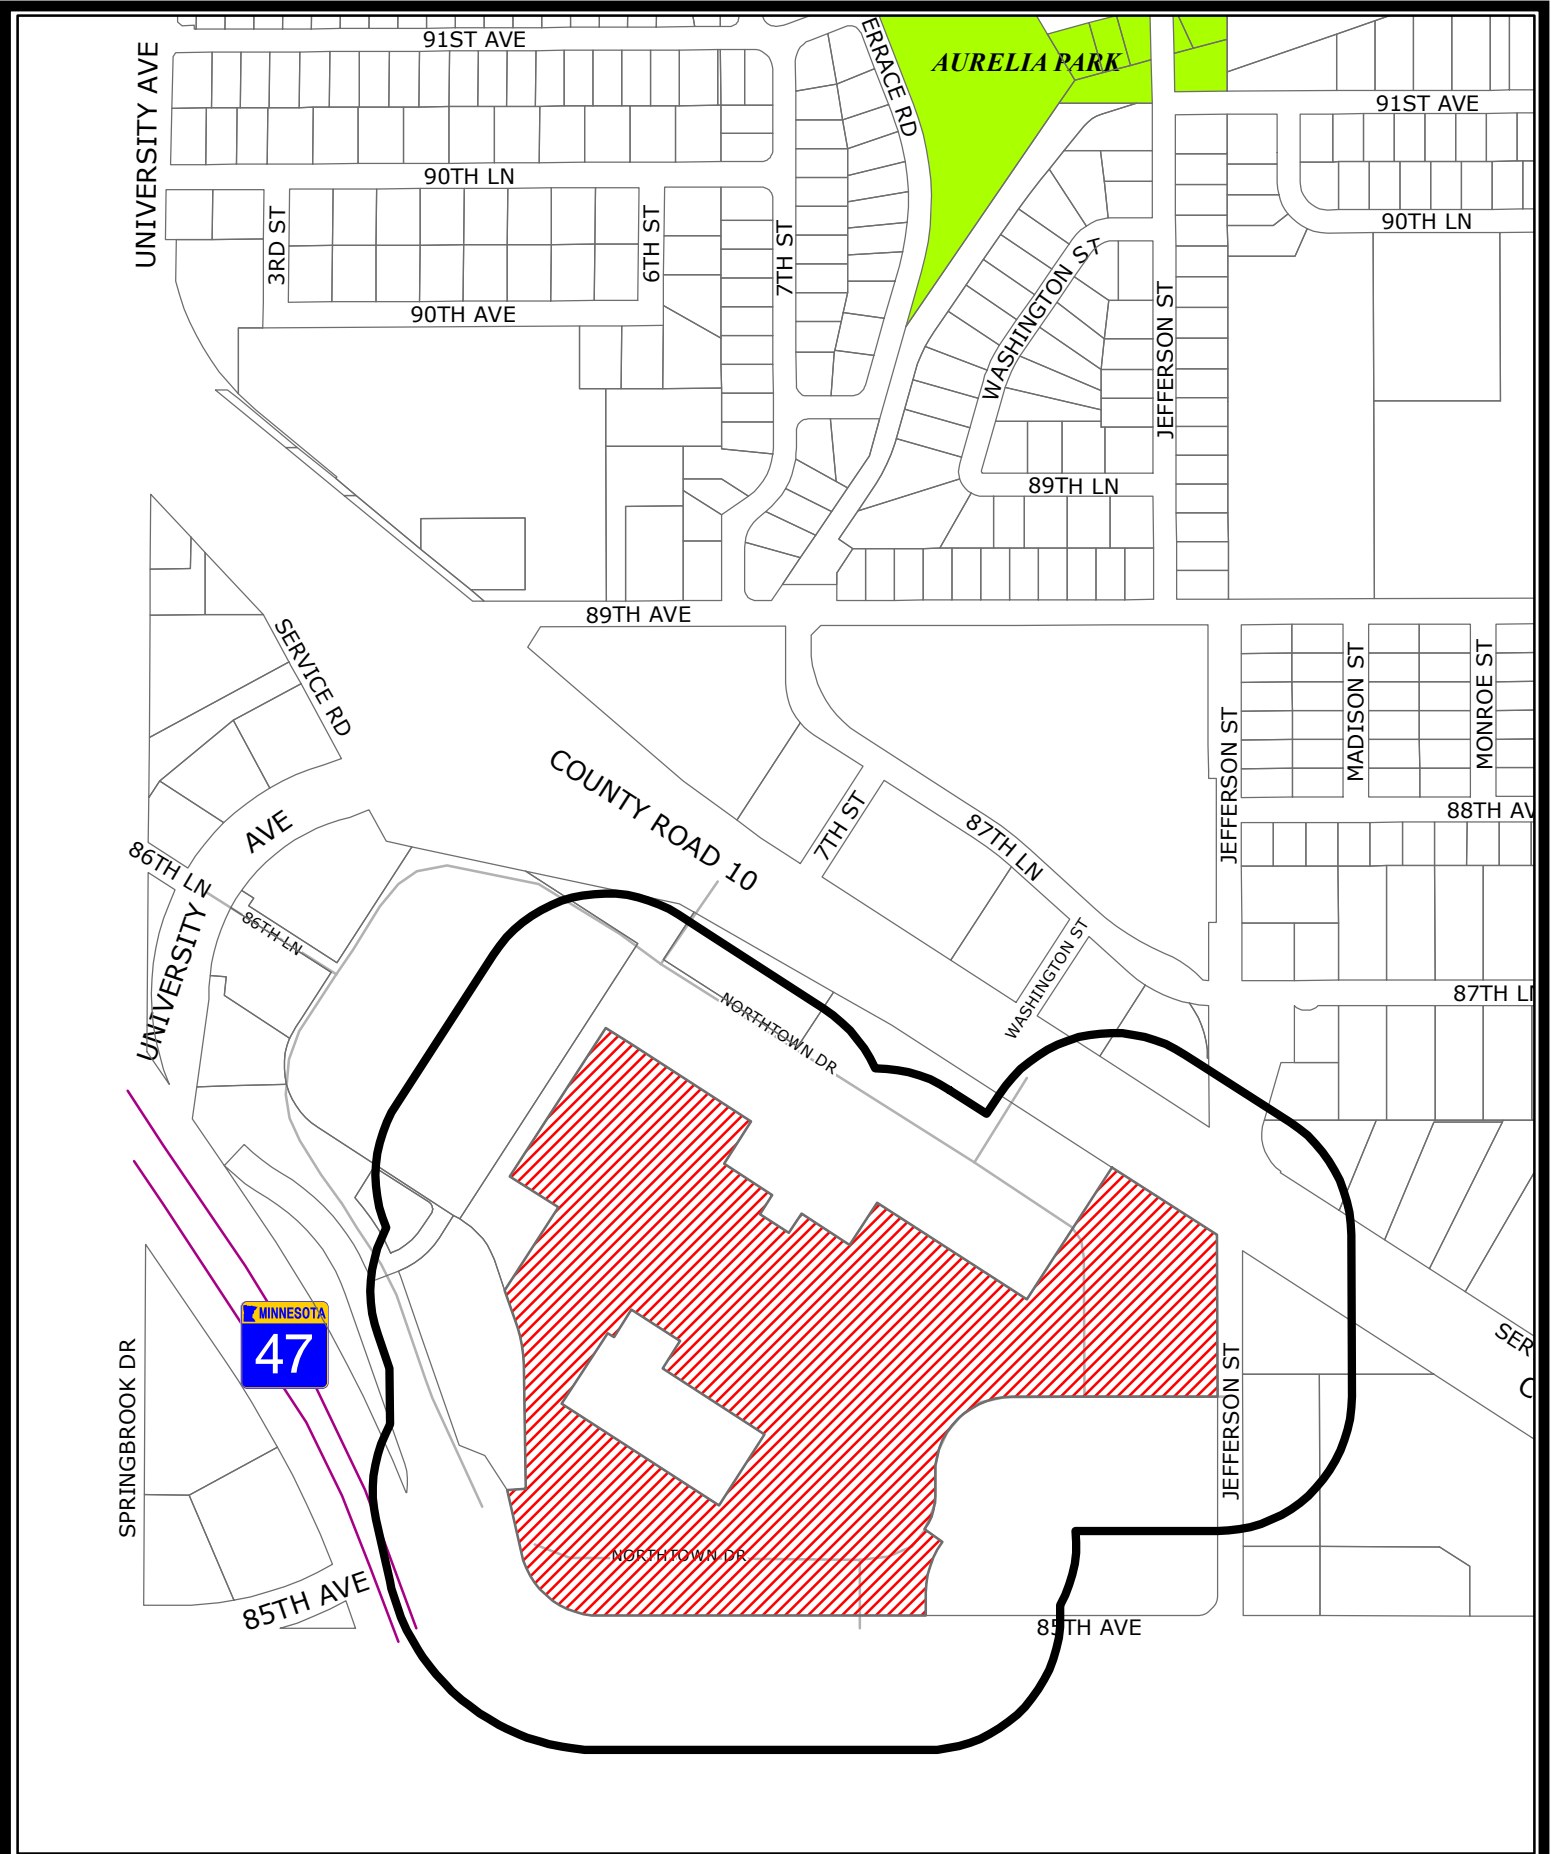 91ST AVE
UNIVERSITY AVE
ERRACE RD
AURELIA PARK
91ST AVE
90TH LN
3RD ST
6TH ST
7TH ST
90TH LN
WASHINGTON ST
JEFFERSON ST
90TH AVE
89TH LN
89TH AVE
SERVICE RD
MADISON ST
MONROE ST
JEFFERSON ST
COUNTY ROAD 10
7TH ST
87TH LN
88TH AV
AVE
86TH LN
86TH LN
UNIVERSITY
WASHINGTON ST
87TH LN
NORTHTOWN DR
MINNESOTA
47
SER
C
SPRINGBROOK DR
JEFFERSON ST
NORTHTOWN DR
85TH AVE
85TH AVE